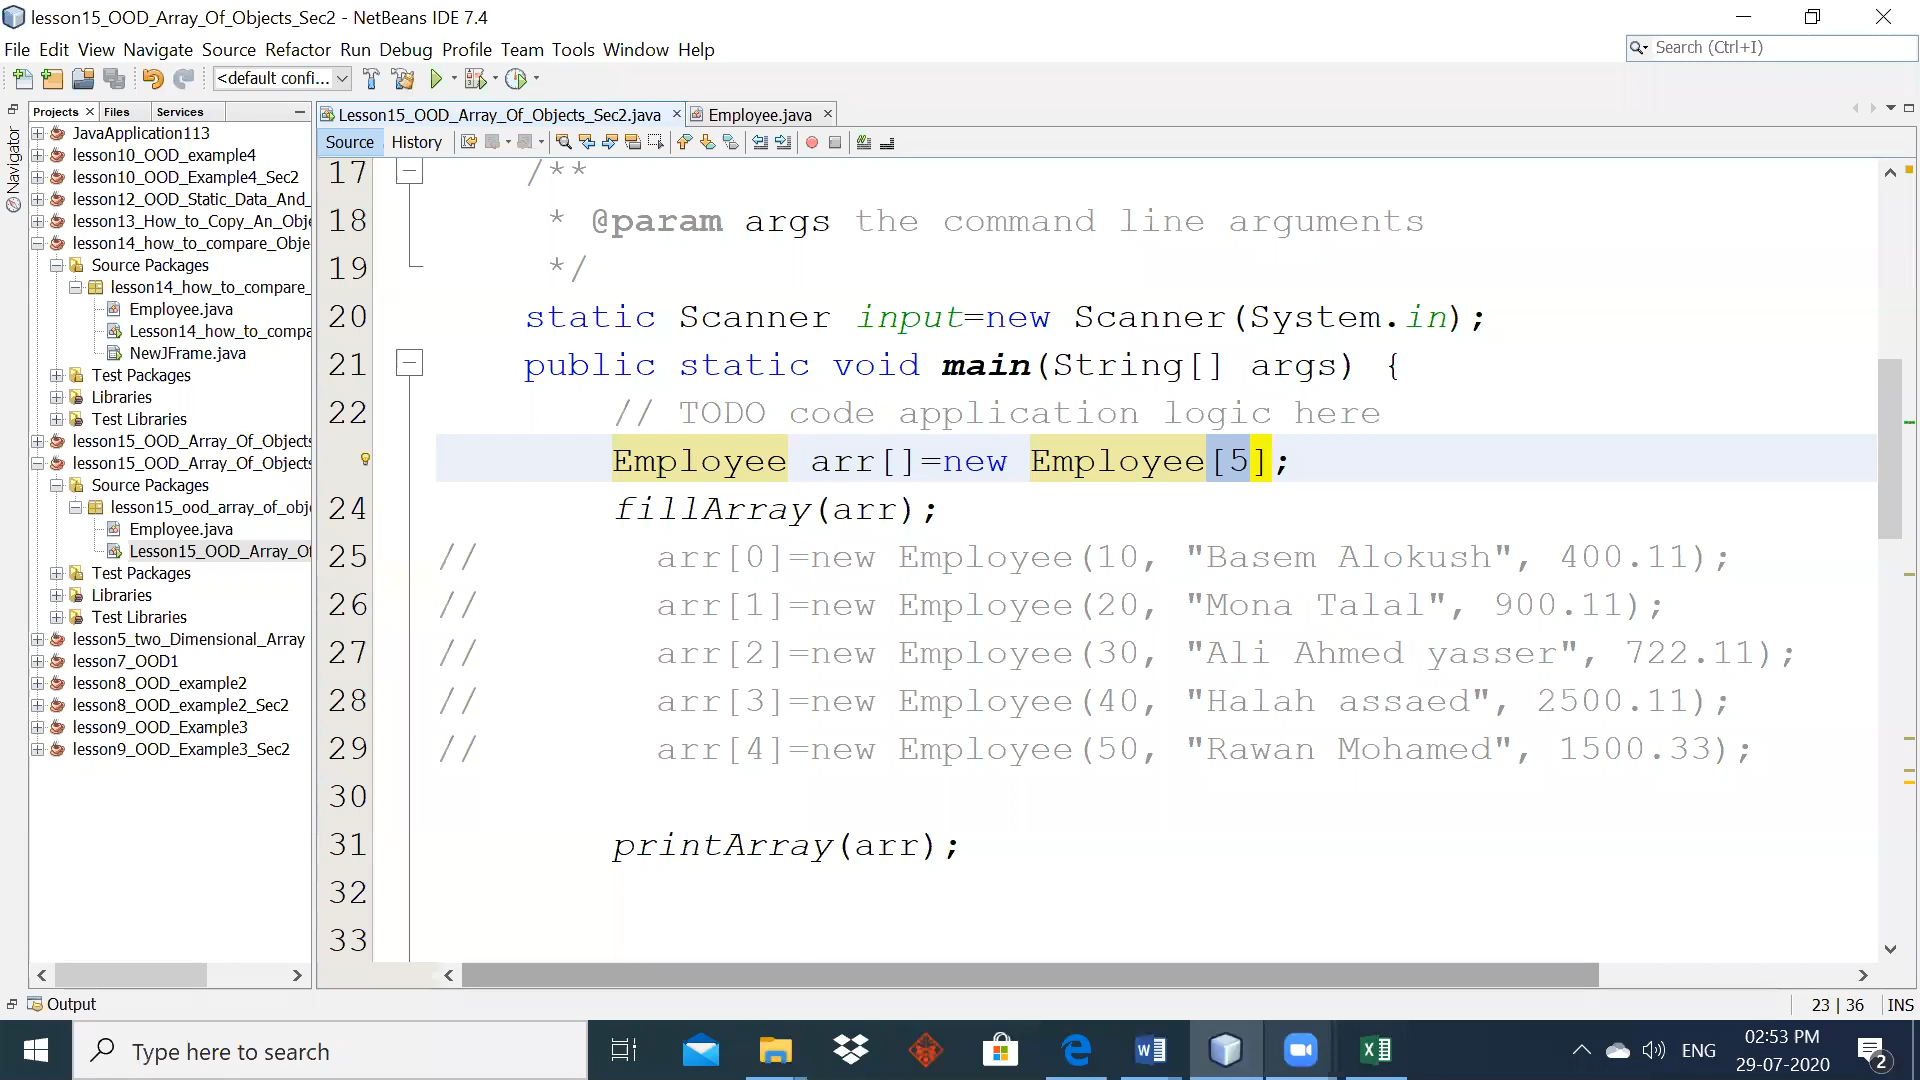 lesson15_OOD_Array_Of_Objects_Sec2 - NetBeans IDE 7.4
File Edit View Navigate Source Refactor Run Debug Profile Team Tools Window Help
Search (Ctrl+I)
<default confi...
Projects Files Services
Navigator
JavaApplication113
lesson10_OOD_example4
lesson10_OOD_Example4_Sec2
lesson12_OOD_Static_Data_And_
lesson13_How_to_Copy_An_Obje
lesson14_how_to_compare_Obje
Source Packages
lesson14_how_to_compare_
Employee.java
Lesson14_how_to_compa
NewJFrame.java
Test Packages
Libraries
Test Libraries
lesson15_OOD_Array_Of_Objects
lesson15_OOD_Array_Of_Objects
Source Packages
lesson15_ood_array_of_obj
Employee.java
Lesson15_OOD_Array_Of
Test Packages
Libraries
Test Libraries
lesson5_two_Dimensional_Array
lesson7_OOD1
lesson8_OOD_example2
lesson8_OOD_example2_Sec2
lesson9_OOD_Example3
lesson9_OOD_Example3_Sec2
Lesson15_OOD_Array_Of_Objects_Sec2.java Employee.java
Source History
17 /**
18 * @param args the command line arguments
19 */
20 static Scanner input=new Scanner(System.in);
21 public static void main(String[] args) {
22 // TODO code application logic here
Employee arr[]=new Employee[5];
24 fillArray(arr);
25 // arr[0]=new Employee(10, "Basem Alokush", 400.11);
26 // arr[1]=new Employee(20, "Mona Talal", 900.11);
27 // arr[2]=new Employee(30, "Ali Ahmed yasser", 722.11);
28 // arr[3]=new Employee(40, "Halah assaed", 2500.11);
29 // arr[4]=new Employee(50, "Rawan Mohamed", 1500.33);
30
31 printArray(arr);
32
33
Output
23 | 36 INS
Type here to search
ENG
02:53 PM
29-07-2020
2